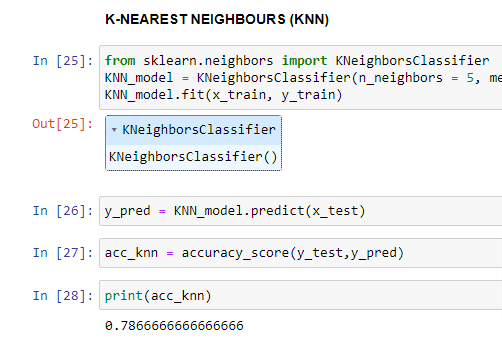 K-NEAREST NEIGHBOURS (KNN)
In [25]: from sklearn.neighbors import KNeighborsClassifier
KNN_model = KNeighborsClassifier(n_neighbors = 5, me
KNN_model.fit(x_train, y_train)
Out[25]: ▾ KNeighborsClassifier
KNeighborsClassifier()
In [26]: y_pred = KNN_model.predict(x_test)
In [27]: acc_knn = accuracy_score(y_test,y_pred)
In [28]: print(acc_knn)
0.7866666666666666